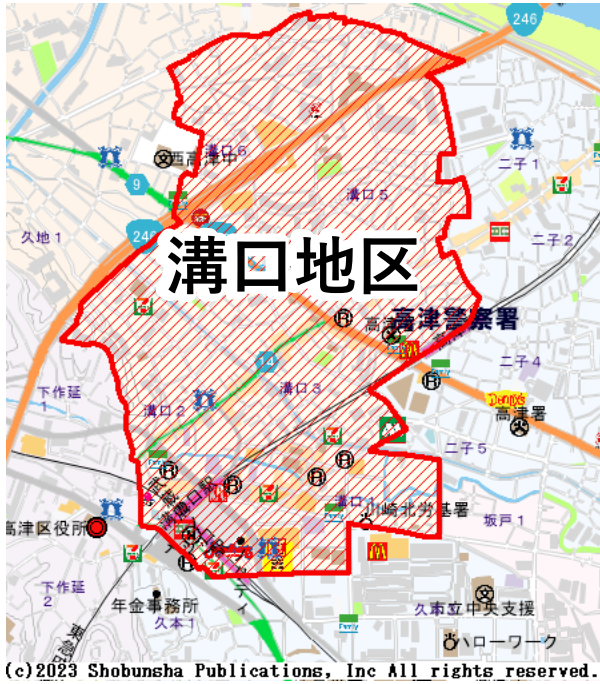 246
西高津中
溝口6
二子1
9
溝口5
久地1
246
二子2
溝口地区
高津警察署
14
二子4
下作延
1
溝口3
Denny's
高津署
溝口2
二子5
溝口1
川崎北労基署
坂戸1
高津区役所
下作延
2
年金事務所
久本1
市立中央支援
ハローワーク
(c)2023 Shobunsha Publications, Inc All rights reserved.